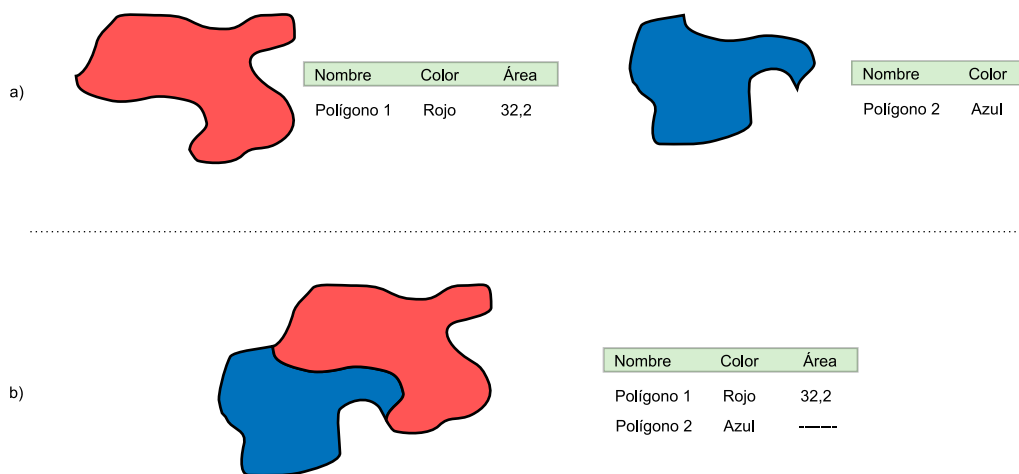 Nombre Color Área
Polígono 1 Rojo 32,2
a)
Nombre Color
Polígono 2 Azul
b)
Nombre Color Área
Polígono 1 Rojo 32,2
Polígono 2 Azul -------